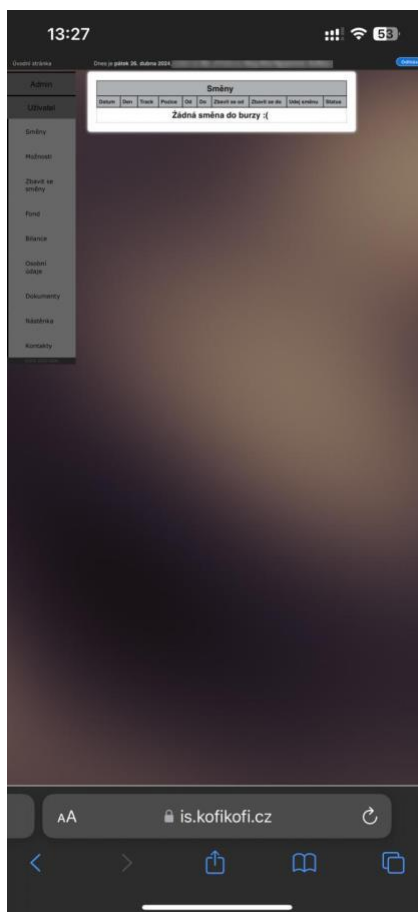 13:27
53
Úvodní stránka
Dnes je pátek 26. dubna 2024,
Admin
Uživatel
Směny
Možnosti
Zbavit se
směny
Fond
Bilance
Osobní
údaje
Dokumenty
Nástěnka
Kontakty
Směny
Datum Den Track Pozice Od Do Zbavit se od Zbavit se do Udej směnu Status
Žádná směna do burzy :(
AA
is.kofikofi.cz